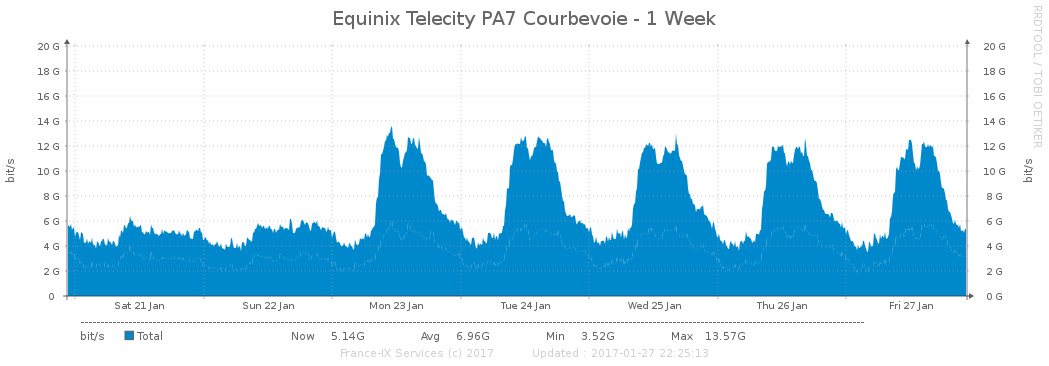 Equinix Telecity PA7 Courbevoie - 1 Week
RRDTOOL / TOBI OETIKER
bit/s
bit/s
20 G 20 G
18 G 18 G
16 G 16 G
14 G 14 G
12 G 12 G
10 G 10 G
8 G 8 G
6 G 6 G
4 G 4 G
2 G 2 G
0 0 G
Sat 21 Jan Sun 22 Jan Mon 23 Jan Tue 24 Jan Wed 25 Jan Thu 26 Jan Fri 27 Jan
bit/s Total Now 5.14G Avg 6.96G Min 3.52G Max 13.57G
France-IX Services (c) 2017 Updated : 2017-01-27 22:25:13